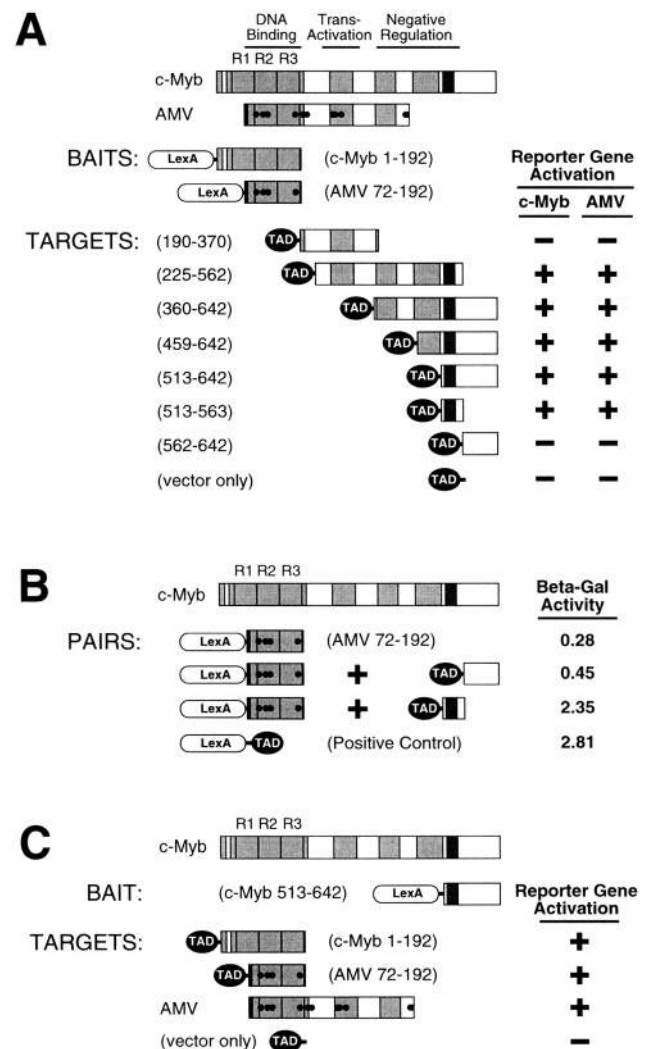 A
DNA Binding
Trans-Activation
Negative Regulation
R1 R2 R3
c-Myb
AMV
BAITS:
LexA
(c-Myb 1-192)
LexA
(AMV 72-192)
Reporter Gene Activation
c-Myb AMV
TARGETS:
(190-370) TAD − −
(225-562) TAD + +
(360-642) TAD + +
(459-642) TAD + +
(513-642) TAD + +
(513-563) TAD + +
(562-642) TAD − −
(vector only) TAD − −
B
R1 R2 R3
c-Myb
Beta-Gal Activity
PAIRS:
LexA (AMV 72-192) 0.28
LexA + TAD 0.45
LexA + TAD 2.35
LexA TAD (Positive Control) 2.81
C
R1 R2 R3
c-Myb
BAIT: (c-Myb 513-642) LexA
Reporter Gene Activation
TARGETS:
TAD (c-Myb 1-192) +
TAD (AMV 72-192) +
AMV +
(vector only) TAD −